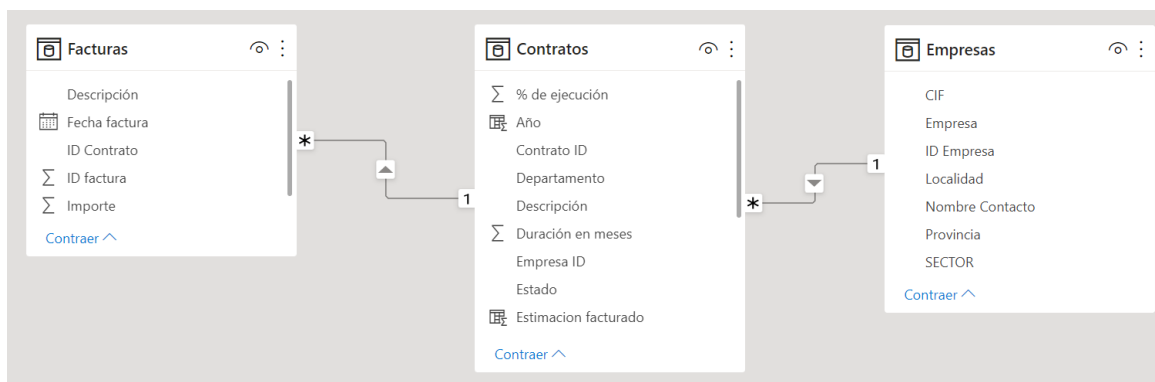 Facturas
Descripción
Fecha factura
ID Contrato
∑ ID factura
∑ Importe
Contraer
*
1
Contratos
∑ % de ejecución
Año
Contrato ID
Departamento
Descripción
∑ Duración en meses
Empresa ID
Estado
Estimacion facturado
Contraer
*
1
Empresas
CIF
Empresa
ID Empresa
Localidad
Nombre Contacto
Provincia
SECTOR
Contraer